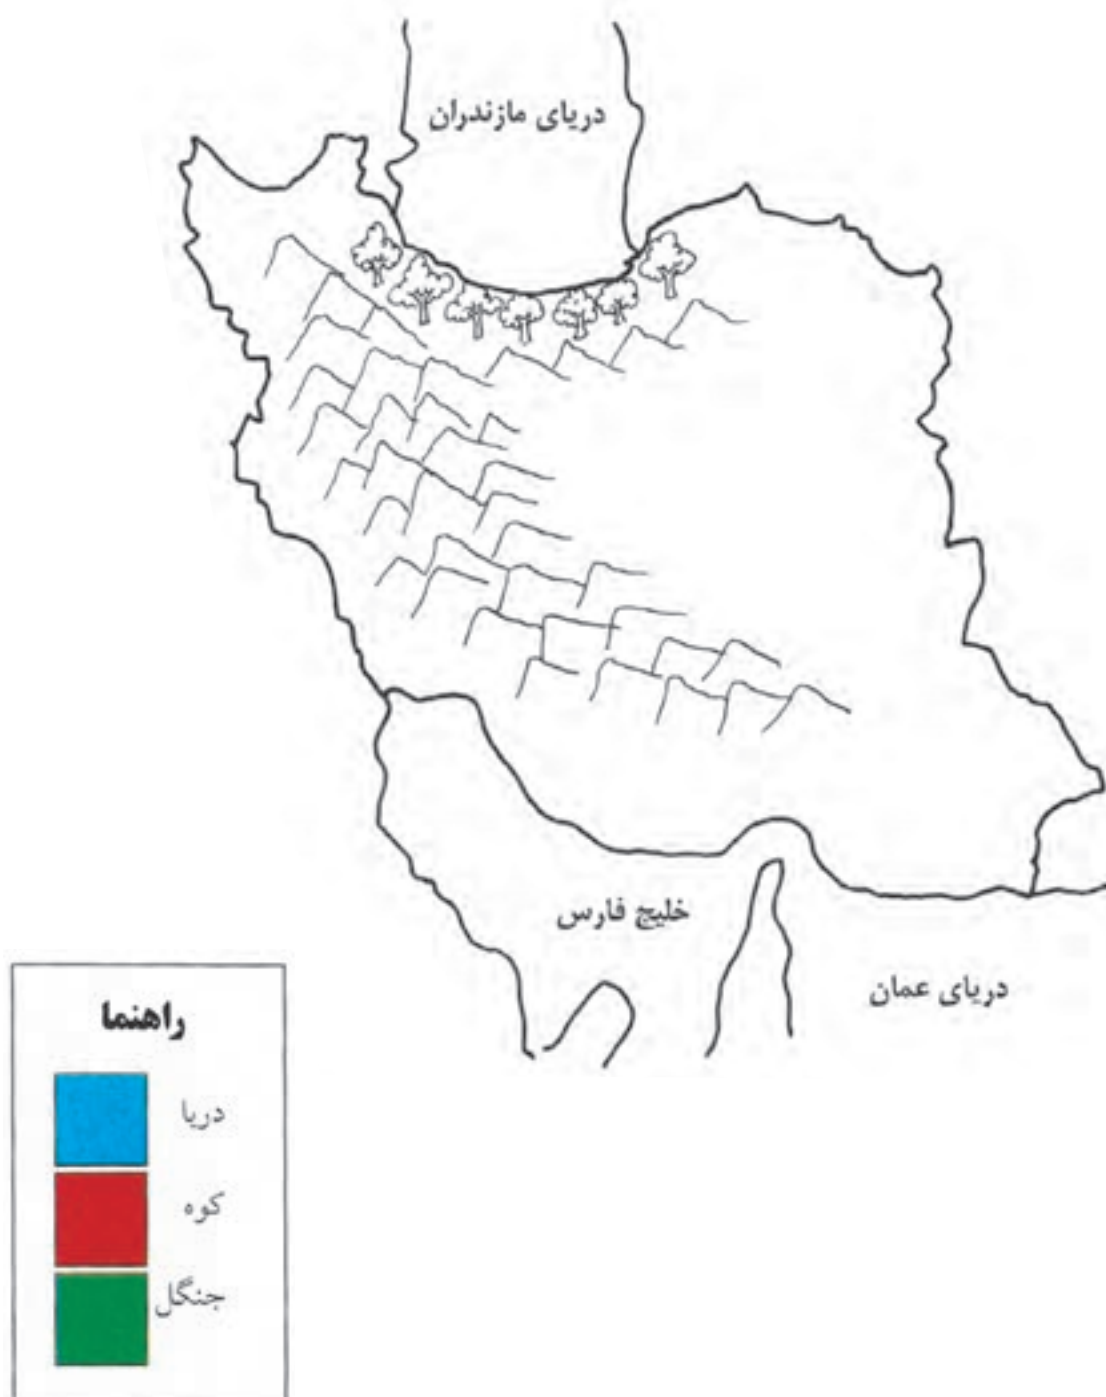 دریای مازندران
خلیج فارس
دریای عمان
راهنما
دریا
کوه
جنگل